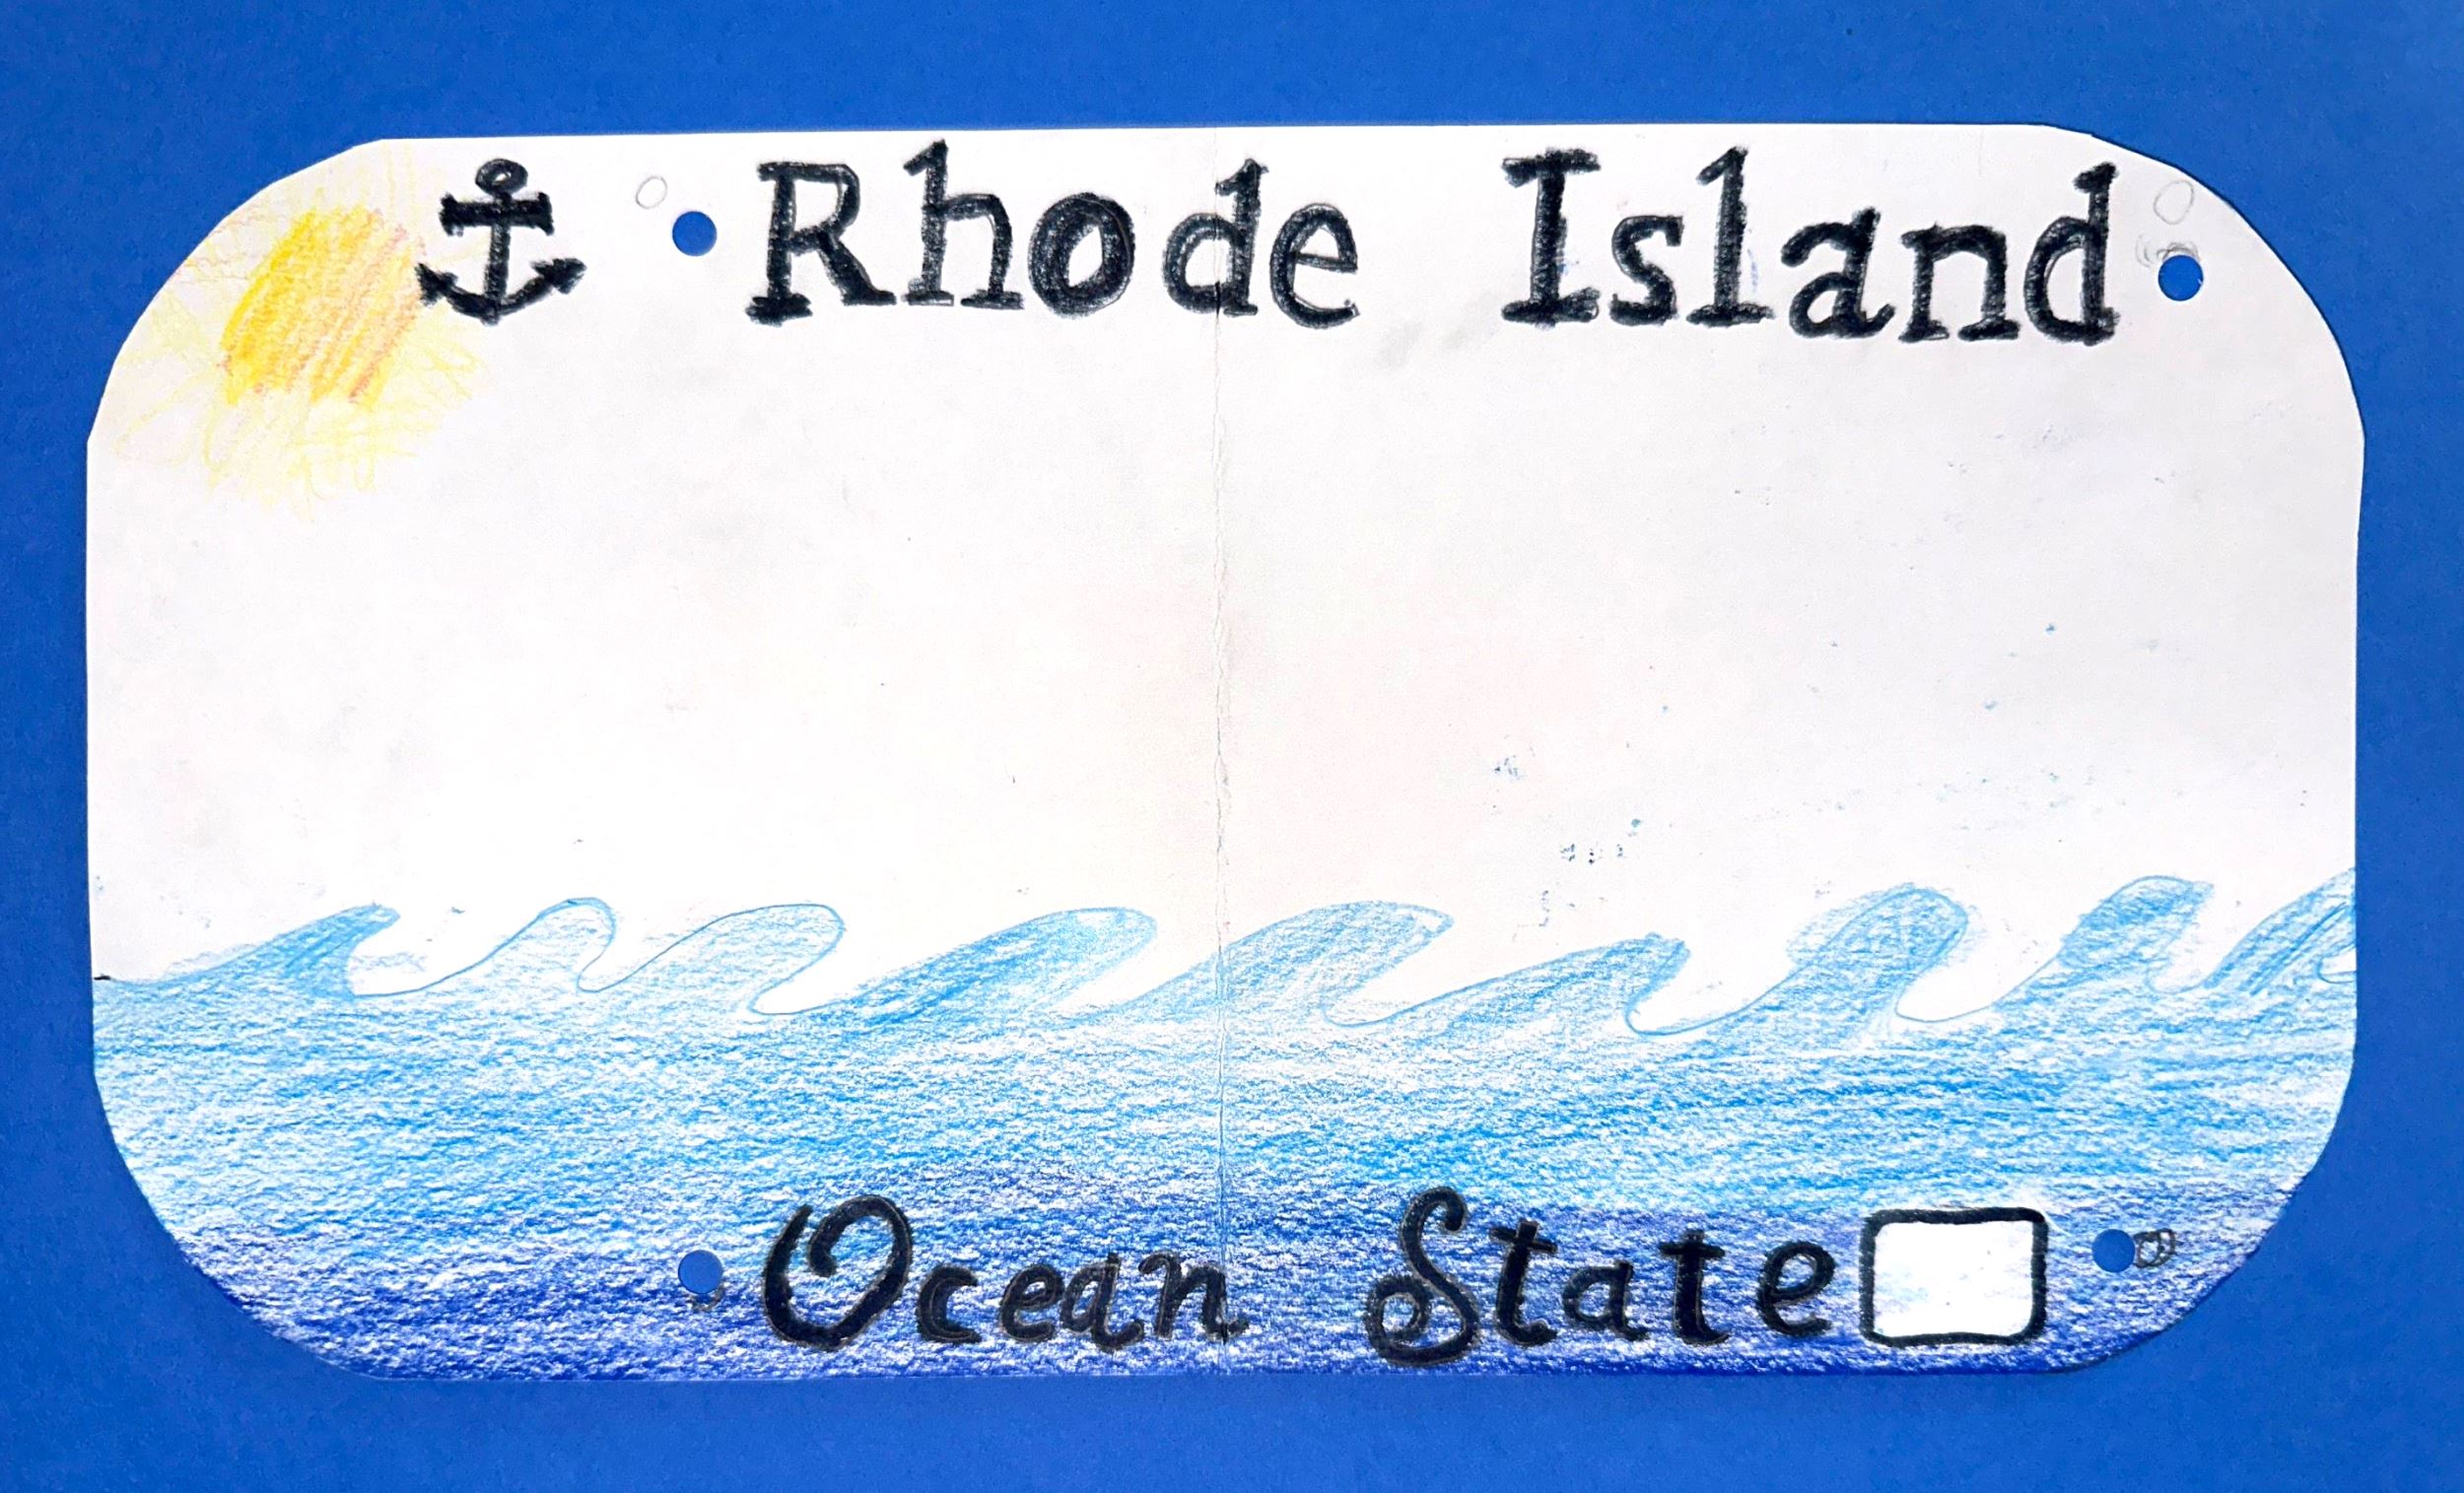 Rhode Island
Ocean State